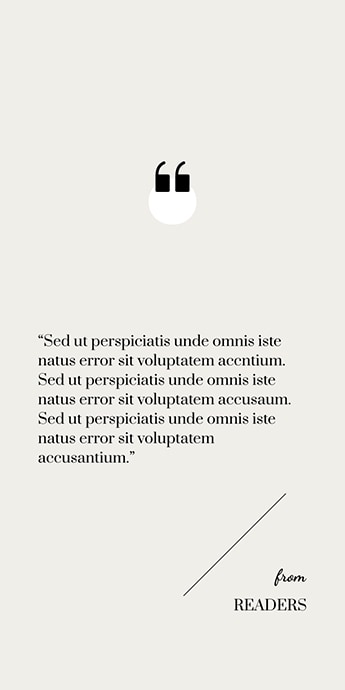 “Sed ut perspiciatis unde omnis iste
natus error sit voluptatem accntium.
Sed ut perspiciatis unde omnis iste
natus error sit voluptatem accusaum.
Sed ut perspiciatis unde omnis iste
natus error sit voluptatem
accusantium.”
from
READERS